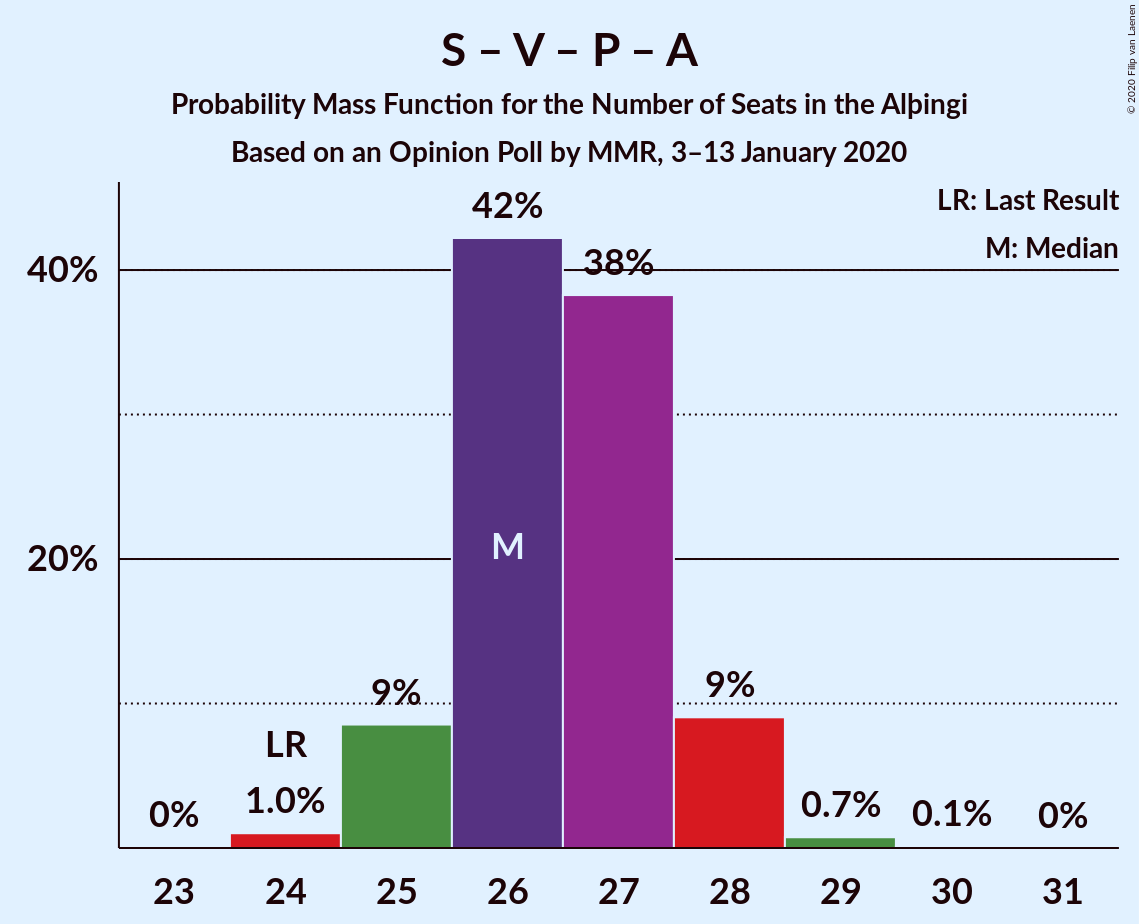 S – V – P – A
Probability Mass Function for the Number of Seats in the Alþingi
Based on an Opinion Poll by MMR, 3–13 January 2020
© 2020 Filip van Laenen
LR: Last Result
M: Median
40%
20%
42%
38%
M
9%
9%
LR
0%
1.0%
0.7%
0.1%
0%
23 24 25 26 27 28 29 30 31